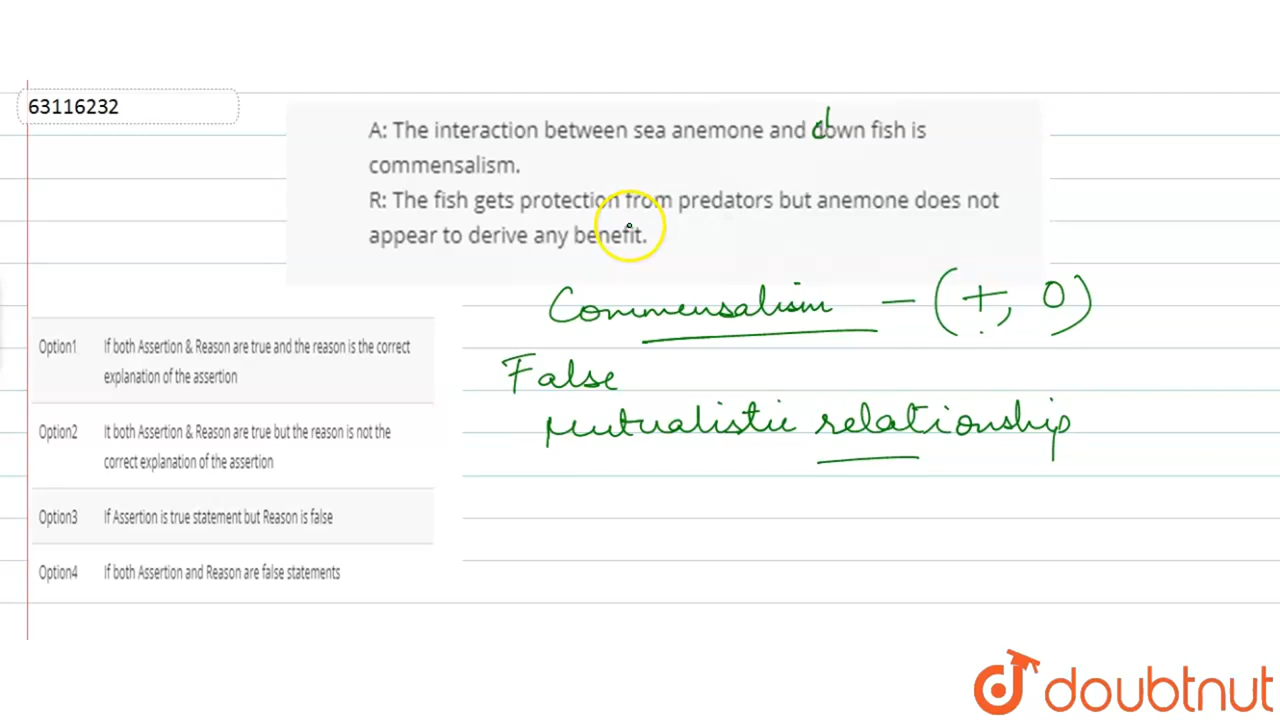 63116232
A: The interaction between sea anemone and clown fish is
commensalism.
R: The fish gets protection from predators but anemone does not
appear to derive any benefit.
Commensalism - (+, 0)
False
Mutualistic relationship
Option1 If both Assertion & Reason are true and the reason is the correct
explanation of the assertion
Option2 It both Assertion & Reason are true but the reason is not the
correct explanation of the assertion
Option3 If Assertion is true statement but Reason is false
Option4 If both Assertion and Reason are false statements
doubtnut